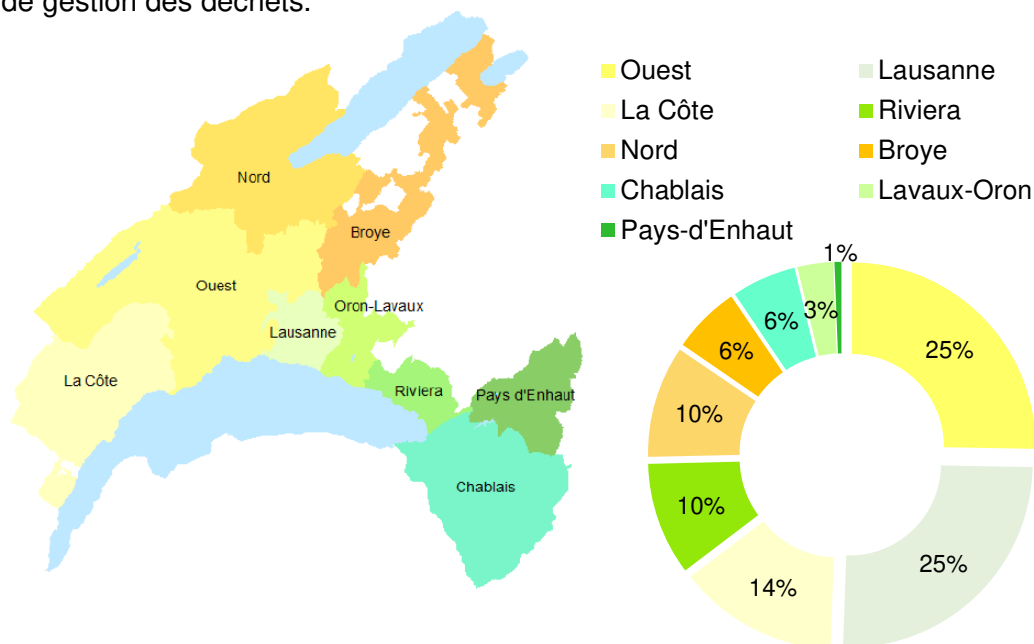 de gestion des déchets.
Ouest
Lausanne
La Côte
Riviera
Nord
Broye
Chablais
Lavaux-Oron
Pays-d'Enhaut
Nord
Broye
Ouest
Oron-Lavaux
Lausanne
La Côte
Riviera
Pays d'Enhaut
Chablais
1%
3%
6%
6%
25%
10%
10%
25%
14%